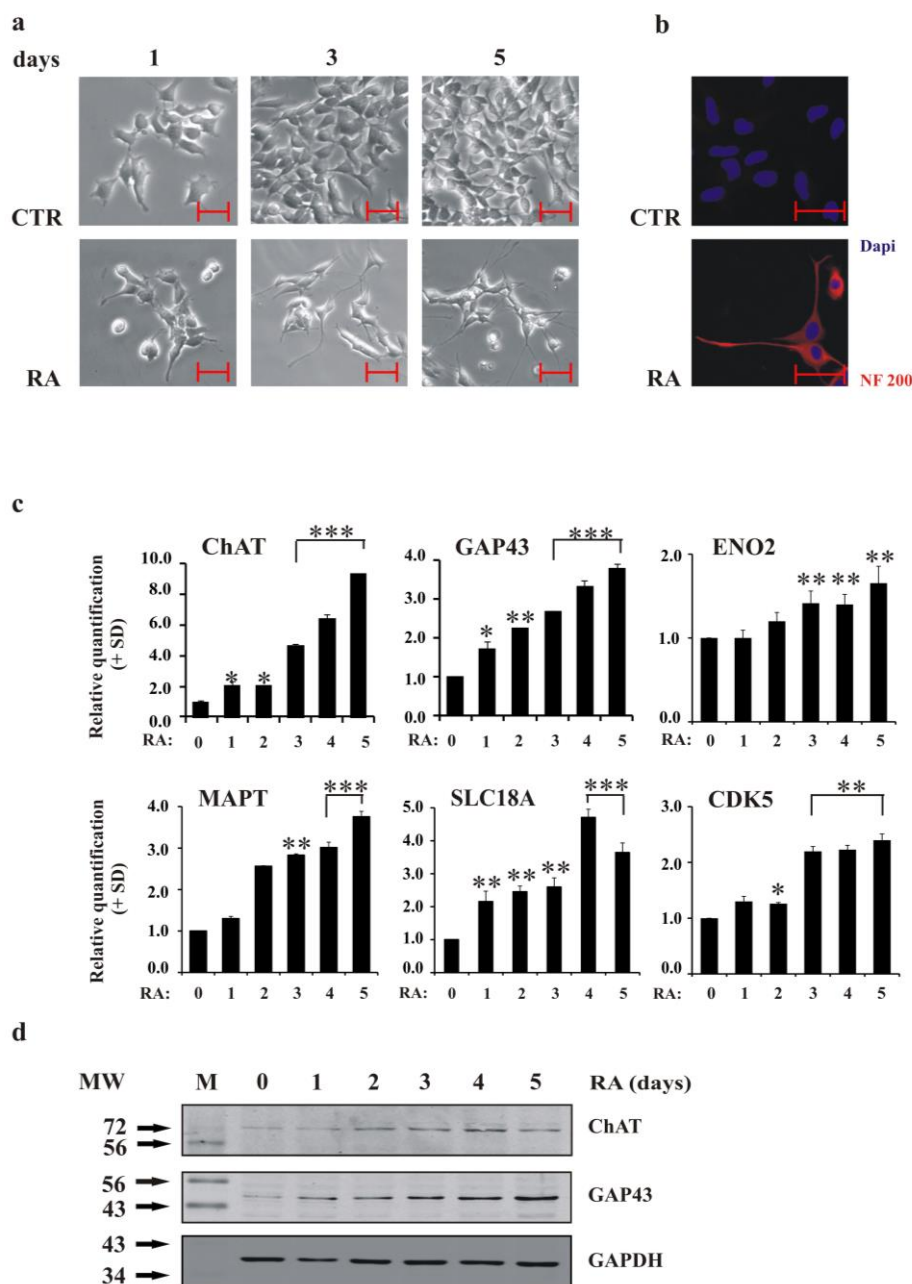 a
b
days 1 3 5
CTR
Dapi
RA RA NF 200
c
ChAT GAP43 ENO2
Relative quantification
(+ SD)
10.0 8.0 6.0 4.0 2.0 0.0
*** * *
4.0 3.0 2.0 1.0 0.0
*** * **
2.0 1.0 0.0
** ** **
RA: 0 1 2 3 4 5 RA: 0 1 2 3 4 5 RA: 0 1 2 3 4 5
MAPT SLC18A CDK5
Relative quantification
(+ SD)
4.0 3.0 2.0 1.0 0.0
*** **
5.0 4.0 3.0 2.0 1.0 0.0
*** ** ** **
3.0 2.0 1.0 0.0
** *
RA: 0 1 2 3 4 5 RA: 0 1 2 3 4 5 RA: 0 1 2 3 4 5
d
MW M 0 1 2 3 4 5 RA (days)
72 ChAT
56
56 GAP43
43
43 GAPDH
34